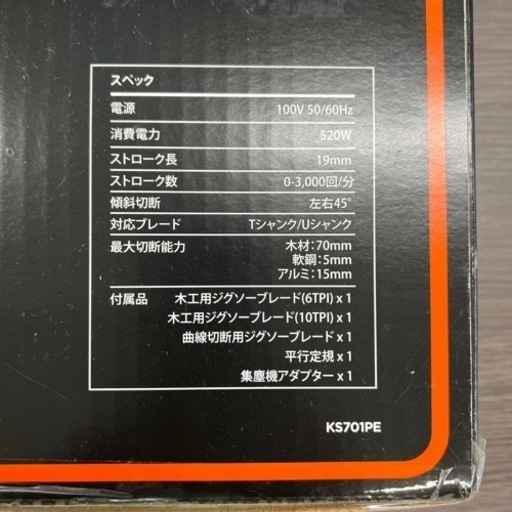 スペック
電源 100V 50/60Hz
消費電力 520W
ストローク長 19mm
ストローク数 0-3,000回/分
傾斜切断 左右45°
対応ブレード Tシャンク/Uシャンク
最大切断能力 木材:70mm
軟鋼:5mm
アルミ:15mm
付属品 木工用ジグソーブレード(6TPI) x 1
木工用ジグソーブレード(10TPI) x 1
曲線切断用ジグソーブレード x 1
平行定規 x 1
集塵機アダプター x 1
KS701PE